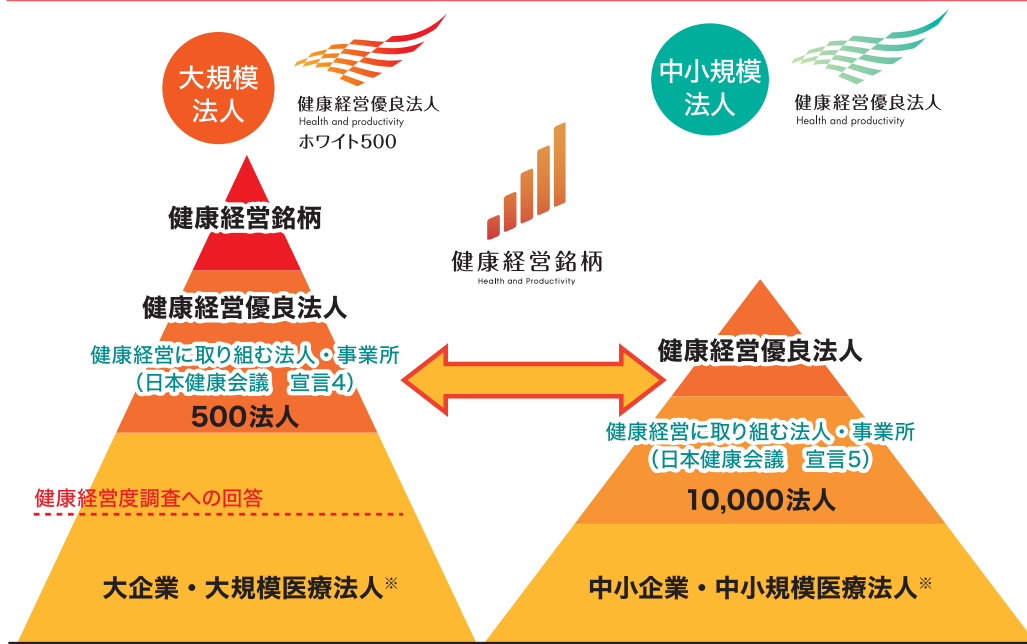 大規模
法人
健康経営優良法人
Health and productivity
ホワイト500
中小規模
法人
健康経営優良法人
Health and productivity
健康経営銘柄
Health and Productivity
健康経営銘柄
健康経営優良法人
健康経営に取り組む法人・事業所
（日本健康会議　宣言4）
500法人
健康経営度調査への回答
大企業・大規模医療法人※
健康経営優良法人
健康経営に取り組む法人・事業所
（日本健康会議　宣言5）
10,000法人
中小企業・中小規模医療法人※